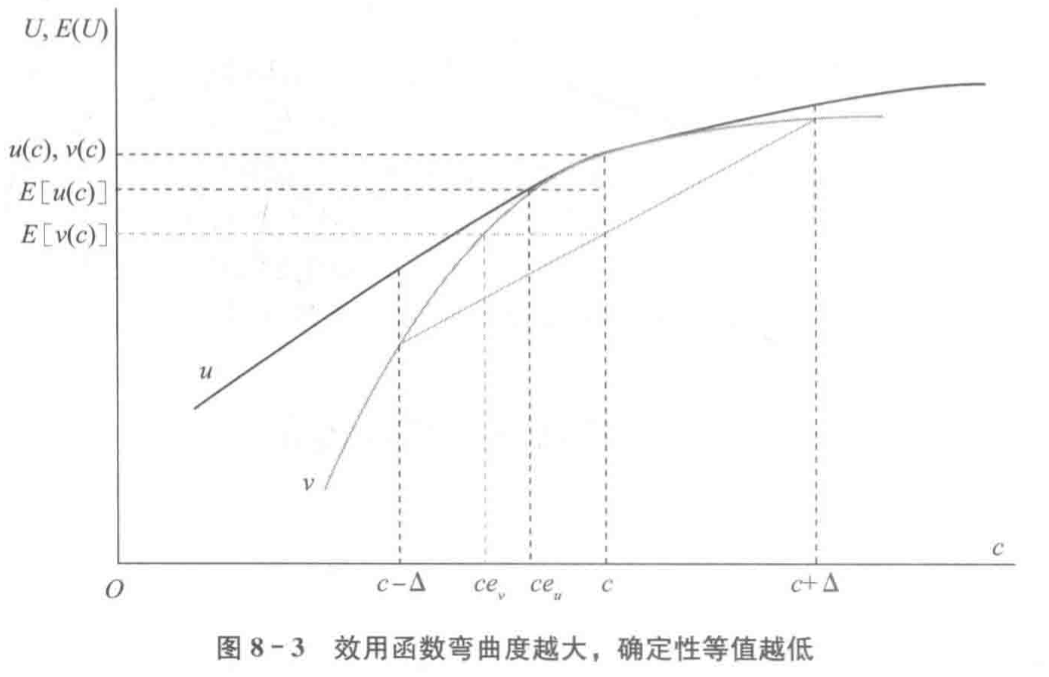 U, E(U)
u(c), v(c)
E[u(c)]
E[v(c)]
u
v
c
O
c−Δ
ce_v
ce_u
c
c+Δ
图 8-3 效用函数弯曲度越大，确定性等值越低